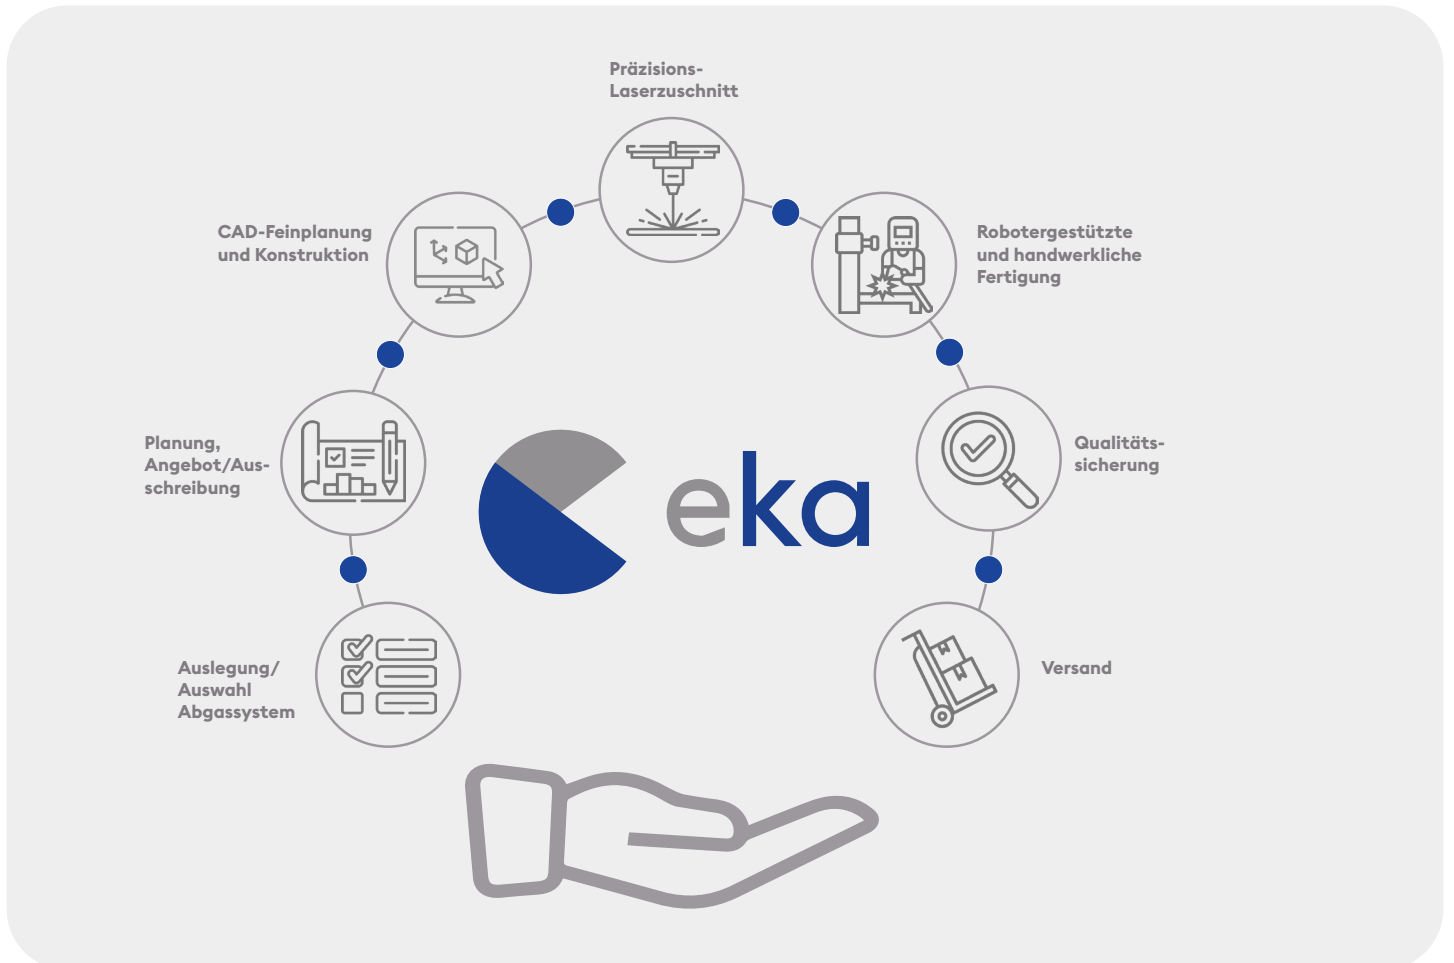 Präzisions-
Laserzuschnitt
CAD-Feinplanung
und Konstruktion
Robotergestützte
und handwerkliche
Fertigung
Planung,
Angebot/Aus-
schreibung
eka
Qualitäts-
sicherung
Auslegung/
Auswahl
Abgassystem
Versand